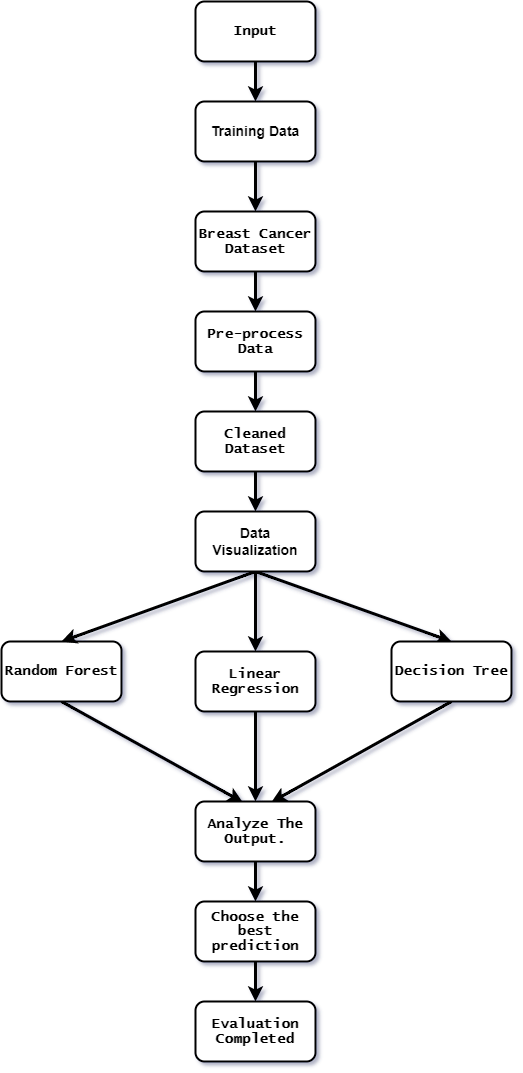 Input
Training Data
Breast Cancer
Dataset
Pre-process
Data
Cleaned
Dataset
Data
Visualization
Random Forest
Linear
Regression
Decision Tree
Analyze The
Output.
Choose the
best
prediction
Evaluation
Completed